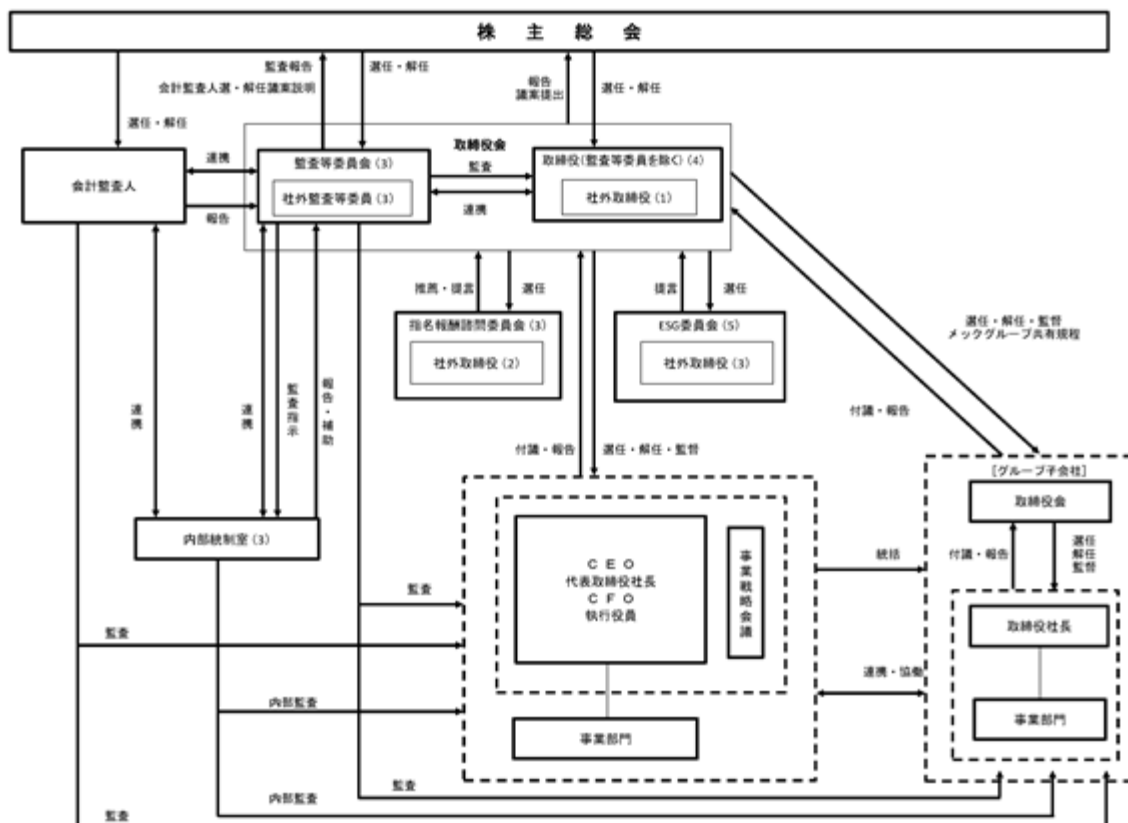 株 主 総 会
監査報告
会計監査人選・解任議案説明
選任・解任
報告
議案提出
選任・解任
選任・解任
取締役会
会計監査人
連携
報告
監査等委員会(3)
社外監査等委員(3)
監査
連携
取締役(監査等委員を除く)(4)
社外取締役(1)
推薦・提言
選任
提言
選任
指名報酬諮問委員会(3)
社外取締役(2)
ESG委員会(5)
社外取締役(3)
選任・解任・監督
メックグループ共有規程
付議・報告
連携
連携
監査指示
報告・補助
付議・報告
選任・解任・監督
内部統制室(3)
CEO
代表取締役社長
CFO
執行役員
事業戦略会議
事業部門
統括
連携・協働
[グループ子会社]
取締役会
付議・報告
選任
解任
監督
取締役社長
事業部門
監査
監査
内部監査
監査
内部監査
監査